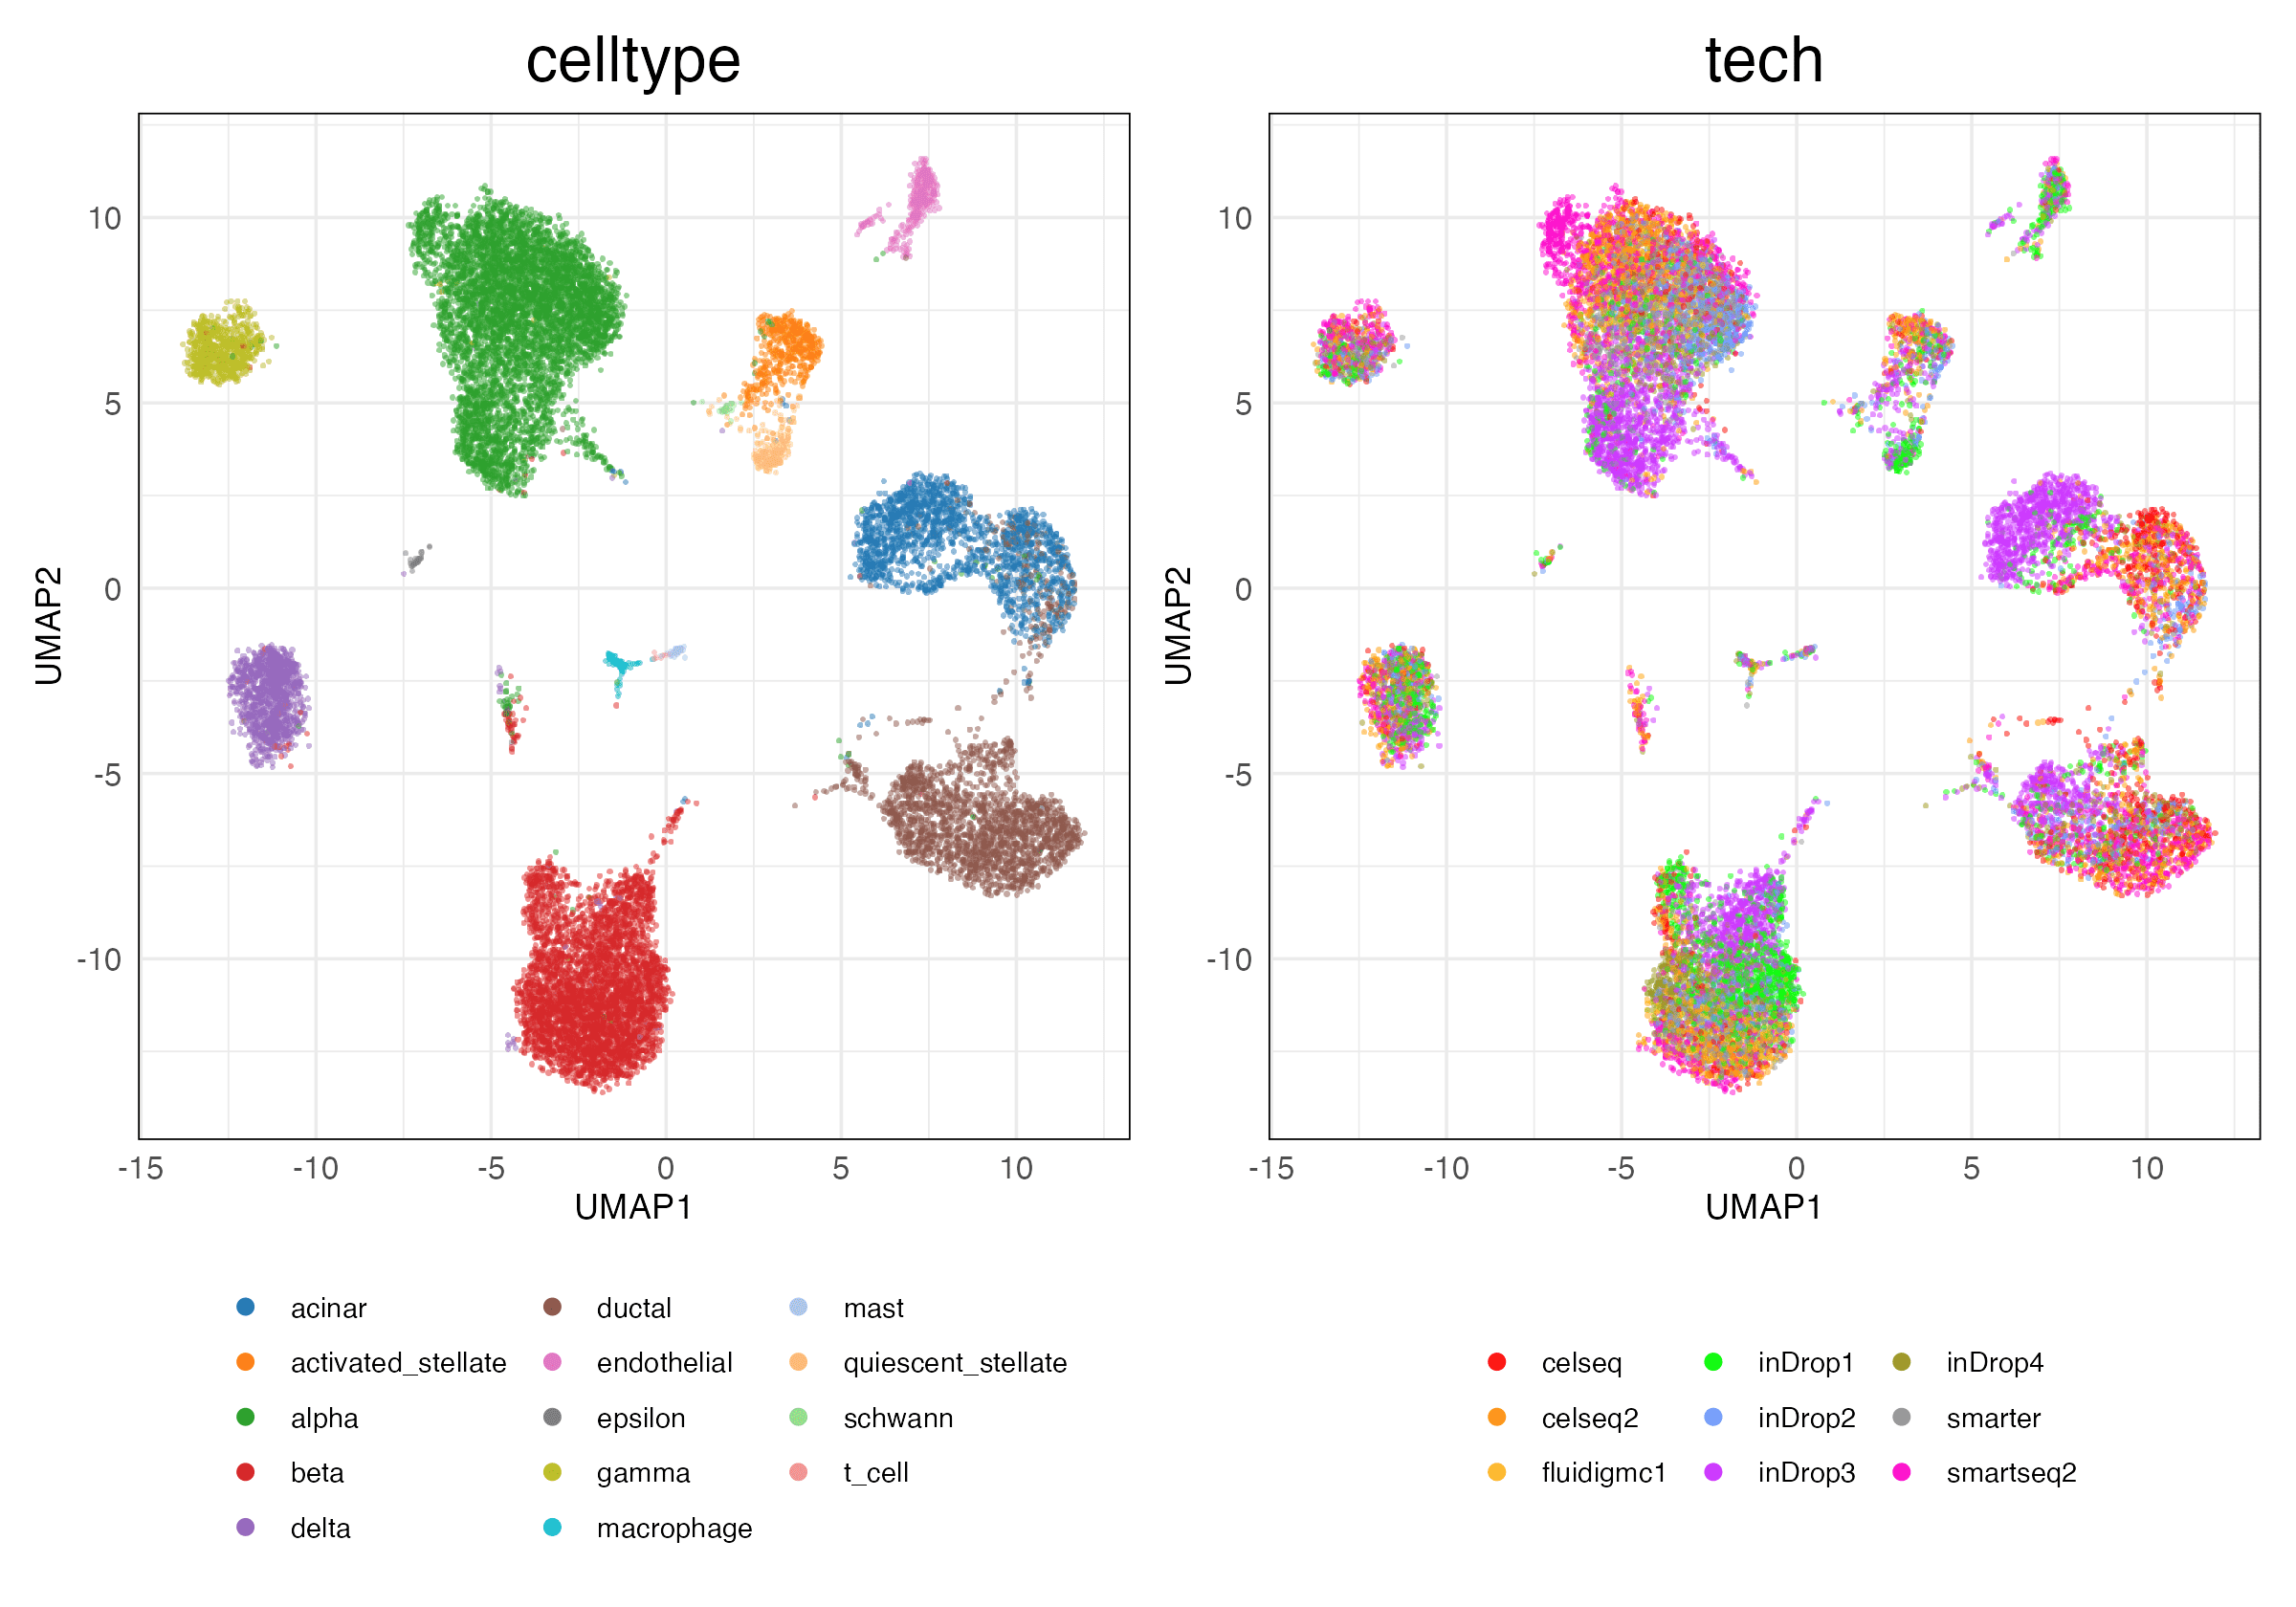 celltype
tech
10
5
0
-5
-10
UMAP2
-15 -10 -5 0 5 10
UMAP1
10
5
0
-5
-10
UMAP2
-15 -10 -5 0 5 10
UMAP1
acinar ductal mast
activated_stellate endothelial quiescent_stellate
alpha epsilon schwann
beta gamma t_cell
delta macrophage
celseq inDrop1 inDrop4
celseq2 inDrop2 smarter
fluidigmc1 inDrop3 smartseq2